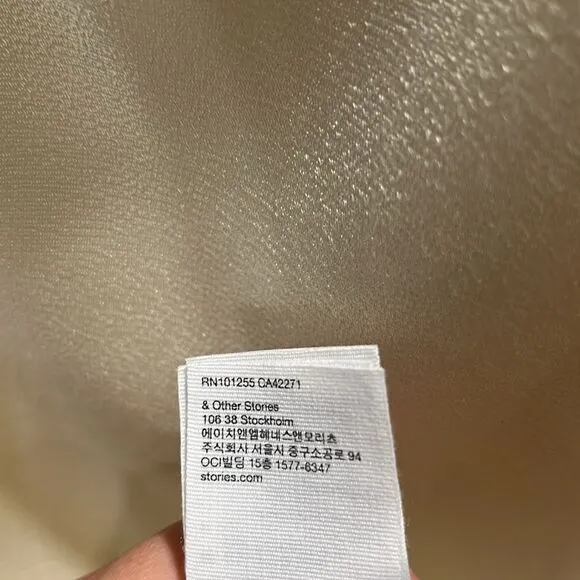 RN101255 CA42271
& Other Stories
106 38 Stockholm
에이치앤엠헤네스앤모리츠
주식회사 서울시 중구소공로 94
OCI빌딩 15층 1577-6347
stories.com